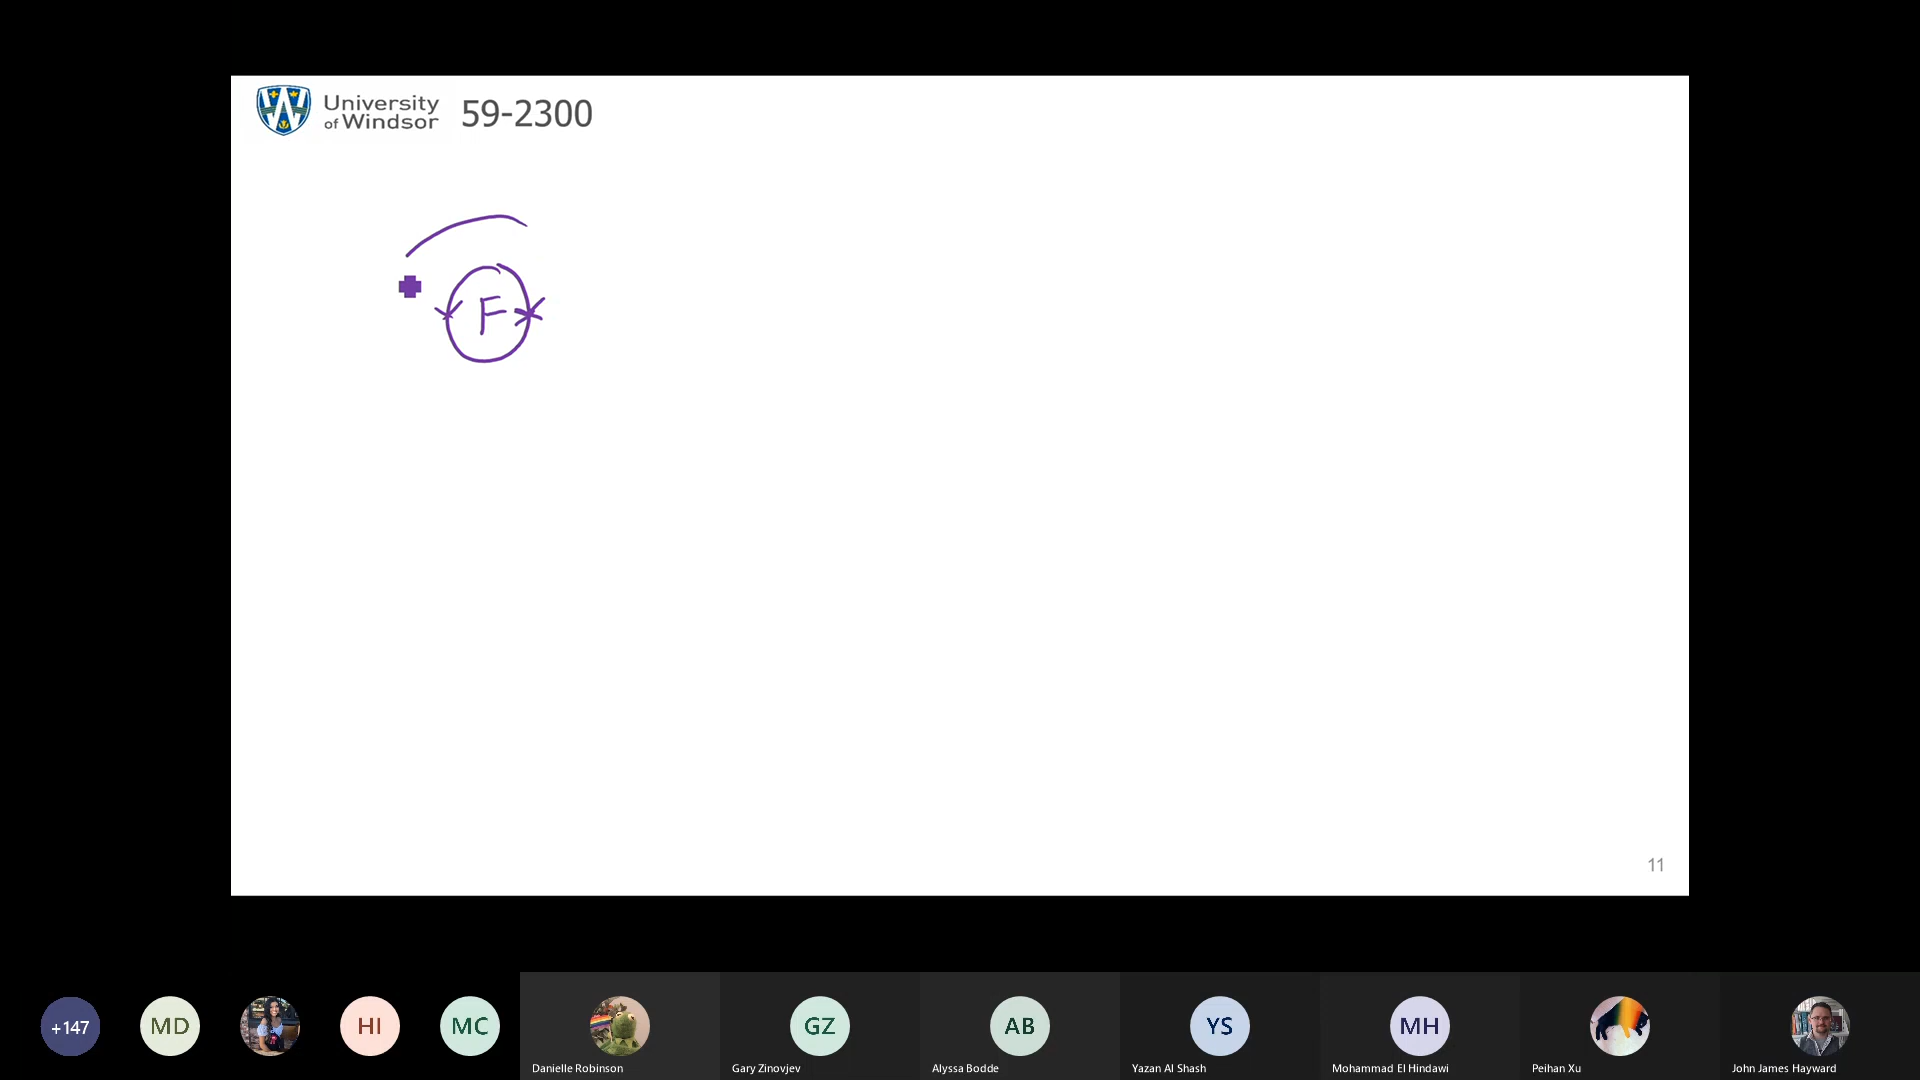 University
of Windsor
59-2300
F
11
+147
MD
HI
MC
GZ
AB
YS
MH
Danielle Robinson
Gary Zinovjev
Alyssa Bodde
Yazan Al Shash
Mohammad El Hindawi
Peihan Xu
John James Hayward